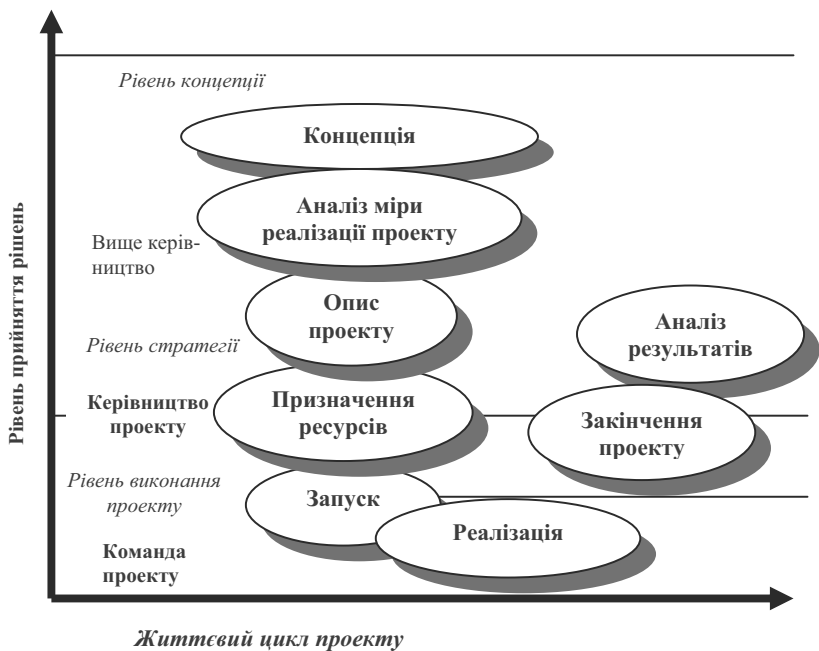 Рівень концепції
Концепція
Аналіз міри
реалізації проекту
Вище керів-
ництво
Опис
проекту
Аналіз
результатів
Рівень стратегії
Керівництво
проекту
Призначення
ресурсів
Закінчення
проекту
Рівень виконання
проекту
Запуск
Реалізація
Команда
проекту
Рівень прийняття рішень
Життєвий цикл проекту